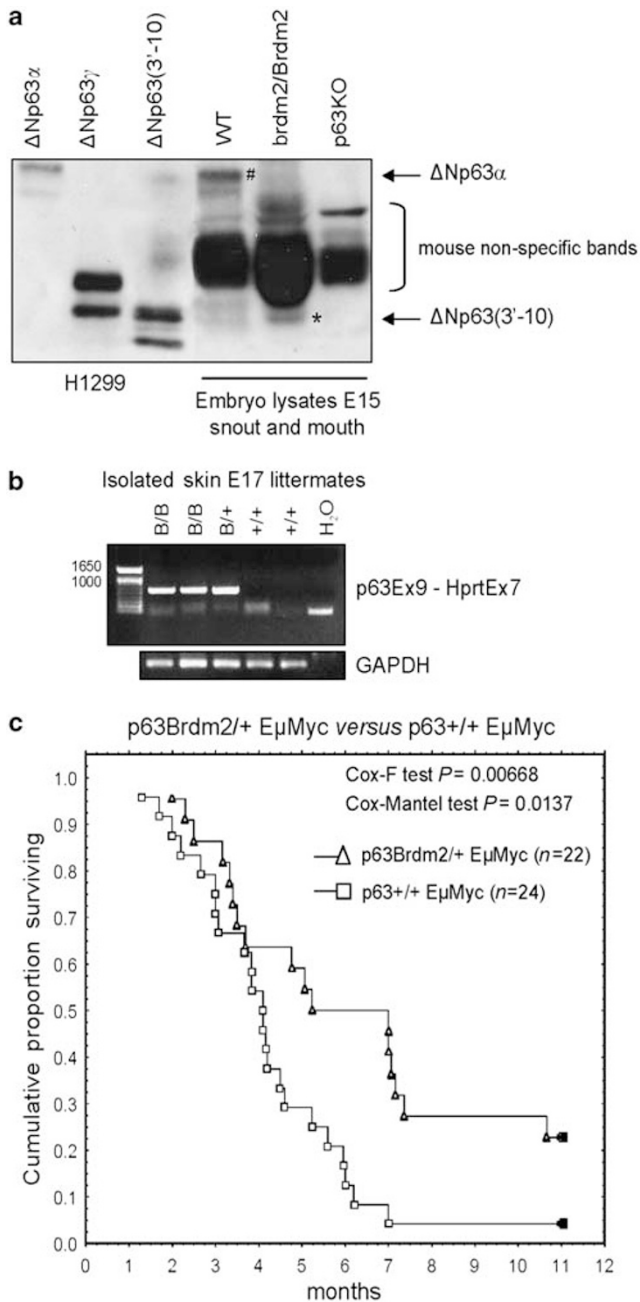 a
ΔNp63α
ΔNp63γ
ΔNp63(3'-10)
WT
brdm2/Brdm2
p63KO
#
ΔNp63α
mouse non-specific bands
*
ΔNp63(3'-10)
H1299
Embryo lysates E15
snout and mouth
b
Isolated skin E17 littermates
B/B
B/B
B/+
+/+
+/+
H2O
1650
1000
p63Ex9 - HprtEx7
GAPDH
c
p63Brdm2/+ EµMyc versus p63+/+ EµMyc
Cox-F test P= 0.00668
Cox-Mantel test P= 0.0137
p63Brdm2/+ EµMyc (n=22)
p63+/+ EµMyc (n=24)
Cumulative proportion surviving
1.0
0.9
0.8
0.7
0.6
0.5
0.4
0.3
0.2
0.1
0.0
0 1 2 3 4 5 6 7 8 9 10 11 12
months